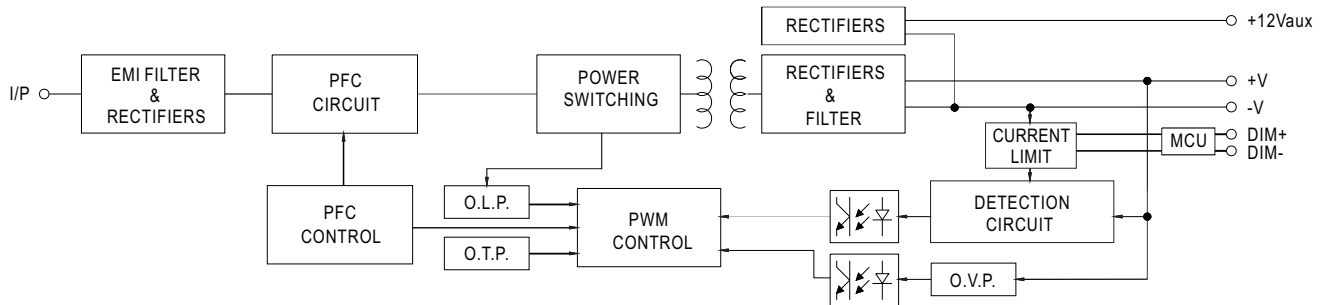 RECTIFIERS
+12Vaux
I/P
EMI FILTER
&
RECTIFIERS
PFC
CIRCUIT
POWER
SWITCHING
RECTIFIERS
&
FILTER
+V
-V
CURRENT
LIMIT
MCU
DIM+
DIM-
PFC
CONTROL
O.L.P.
O.T.P.
PWM
CONTROL
DETECTION
CIRCUIT
O.V.P.